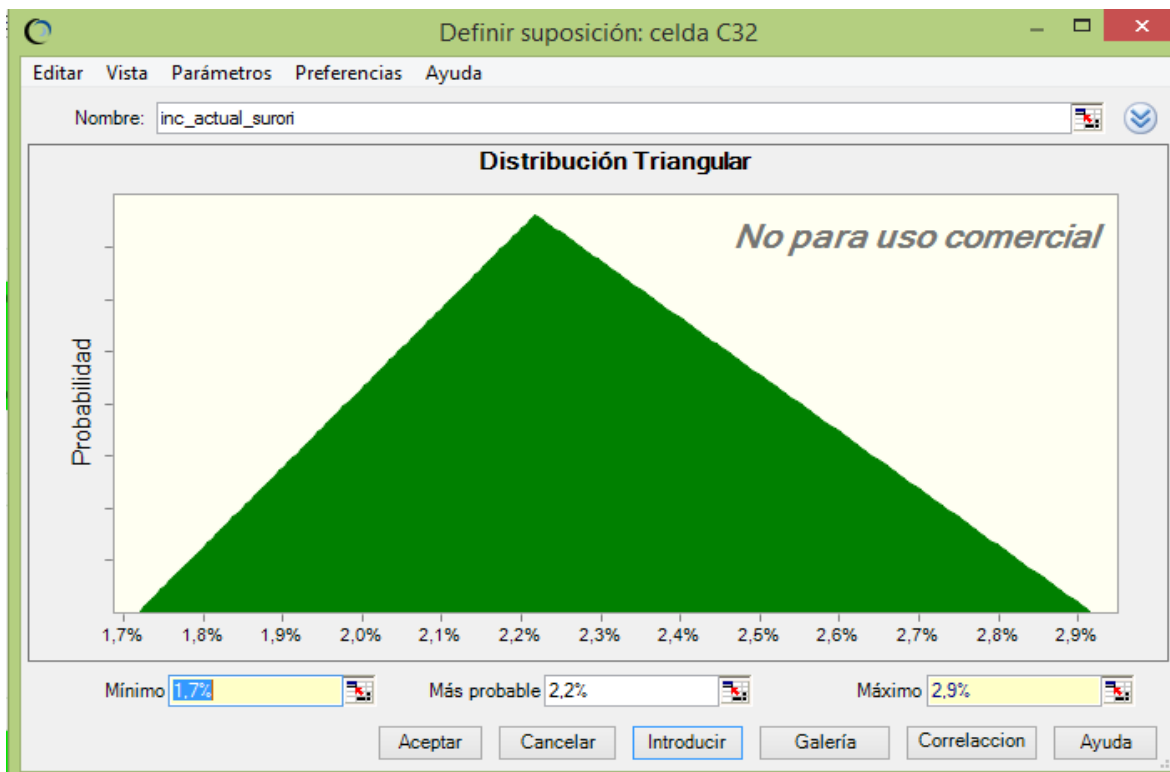 Definir suposición: celda C32
Editar Vista Parámetros Preferencias Ayuda
Nombre: inc_actual_surori
Distribución Triangular
No para uso comercial
Probabilidad
1,7% 1,8% 1,9% 2,0% 2,1% 2,2% 2,3% 2,4% 2,5% 2,6% 2,7% 2,8% 2,9%
Mínimo 1,7% Más probable 2,2% Máximo 2,9%
Aceptar Cancelar Introducir Galería Correlaccion Ayuda